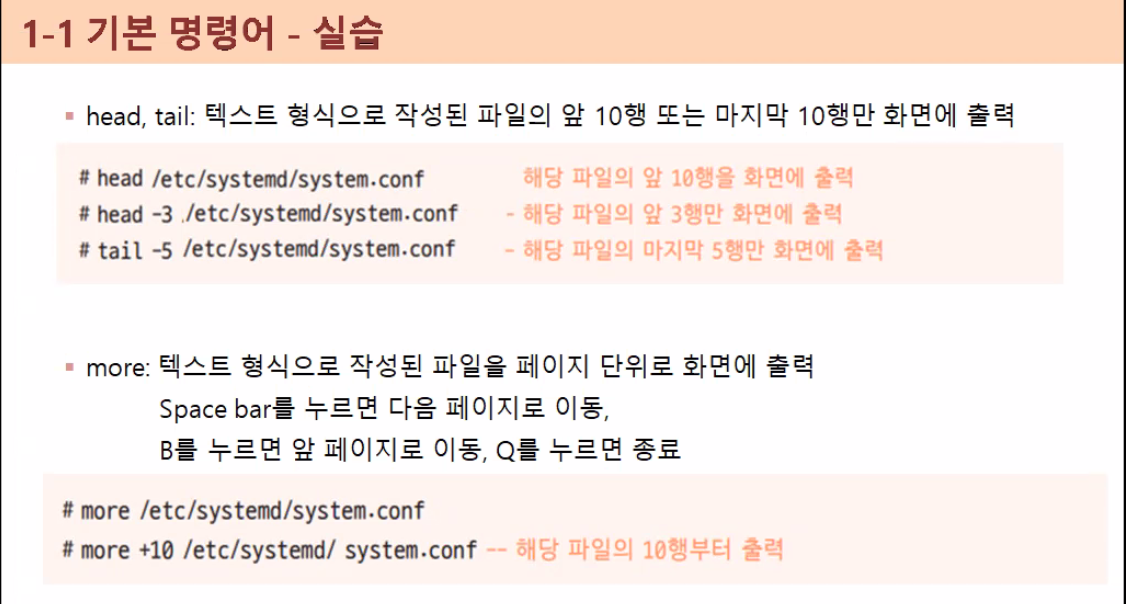 1-1 기본 명령어 - 실습
▪ head, tail: 텍스트 형식으로 작성된 파일의 앞 10행 또는 마지막 10행만 화면에 출력
# head /etc/systemd/system.conf 해당 파일의 앞 10행을 화면에 출력
# head -3 ./etc/systemd/system.conf - 해당 파일의 앞 3행만 화면에 출력
# tail -5 /etc/systemd/system.conf - 해당 파일의 마지막 5행만 화면에 출력
▪ more: 텍스트 형식으로 작성된 파일을 페이지 단위로 화면에 출력
Space bar를 누르면 다음 페이지로 이동,
B를 누르면 앞 페이지로 이동, Q를 누르면 종료
# more /etc/systemd/system.conf
# more +10 /etc/systemd/ system.conf -- 해당 파일의 10행부터 출력